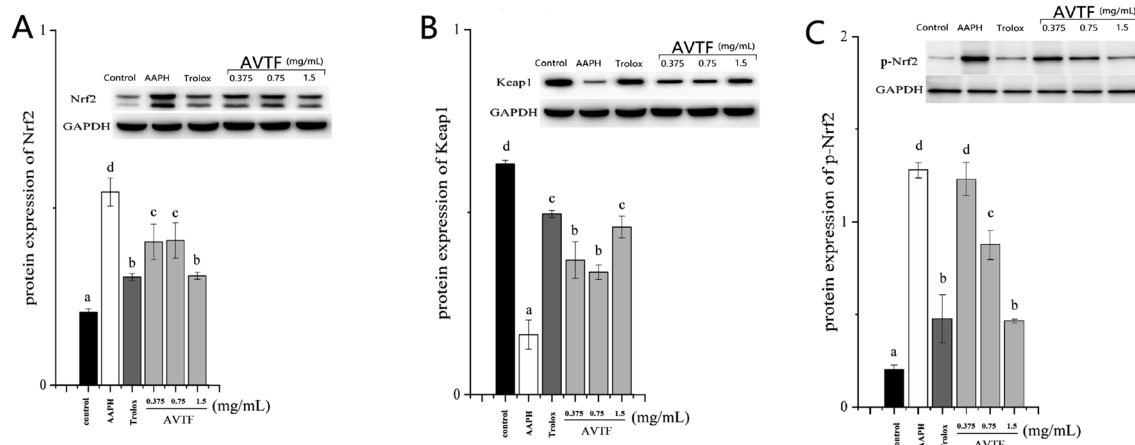 A
AVTF (mg/mL)
Control AAPH Trolox 0.375 0.75 1.5
Nrf2
GAPDH
protein expression of Nrf2
1
0
a
d
b
c
c
b
control
AAPH
Trolox
0.375 0.75 1.5 (mg/mL)
AVTF
B
AVTF (mg/mL)
Control AAPH Trolox 0.375 0.75 1.5
Keap1
GAPDH
protein expression of Keap1
1
0
d
a
c
b
b
c
control
AAPH
Trolox
0.375 0.75 1.5 (mg/mL)
AVTF
C
AVTF (mg/mL)
Control AAPH Trolox 0.375 0.75 1.5
p-Nrf2
GAPDH
protein expression of p-Nrf2
2
1
0
a
d
b
d
c
b
control
AAPH
Trolox
0.375 0.75 1.5 (mg/mL)
AVTF